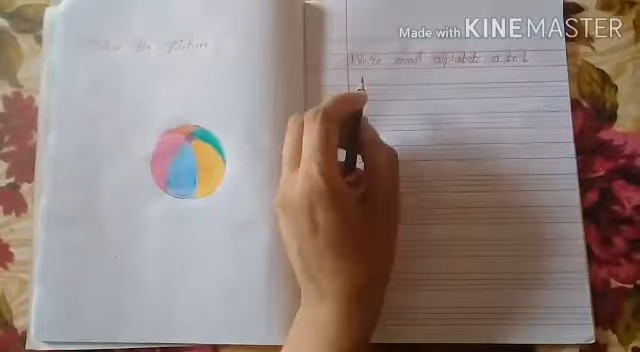 Made with KINEMASTER
Colour the picture
Write small alphabets a to l